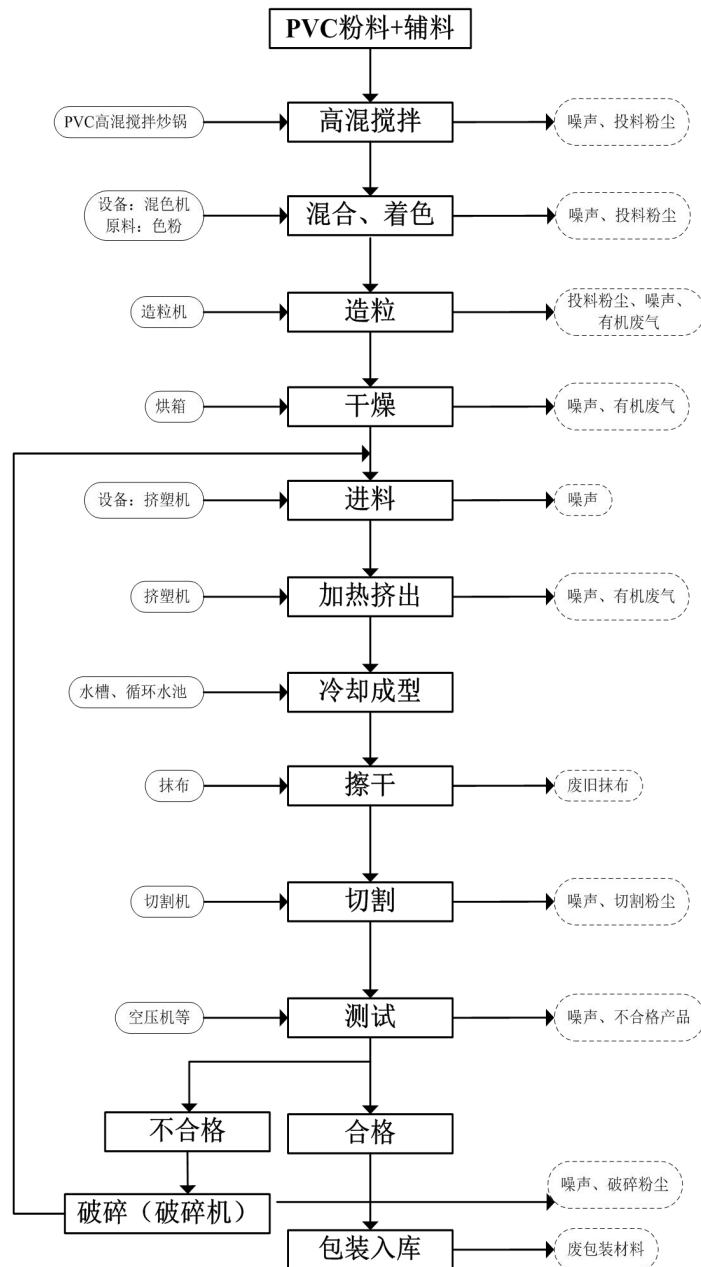 PVC粉料+辅料
PVC高混搅拌炒锅
高混搅拌
噪声、投料粉尘
设备：混色机
原料：色粉
混合、着色
噪声、投料粉尘
造粒机
造粒
投料粉尘、噪声、
有机废气
烘箱
干燥
噪声、有机废气
设备：挤塑机
进料
噪声
挤塑机
加热挤出
噪声、有机废气
水槽、循环水池
冷却成型
抹布
擦干
废旧抹布
切割机
切割
噪声、切割粉尘
空压机等
测试
噪声、不合格产品
不合格
合格
破碎（破碎机）
噪声、破碎粉尘
包装入库
废包装材料